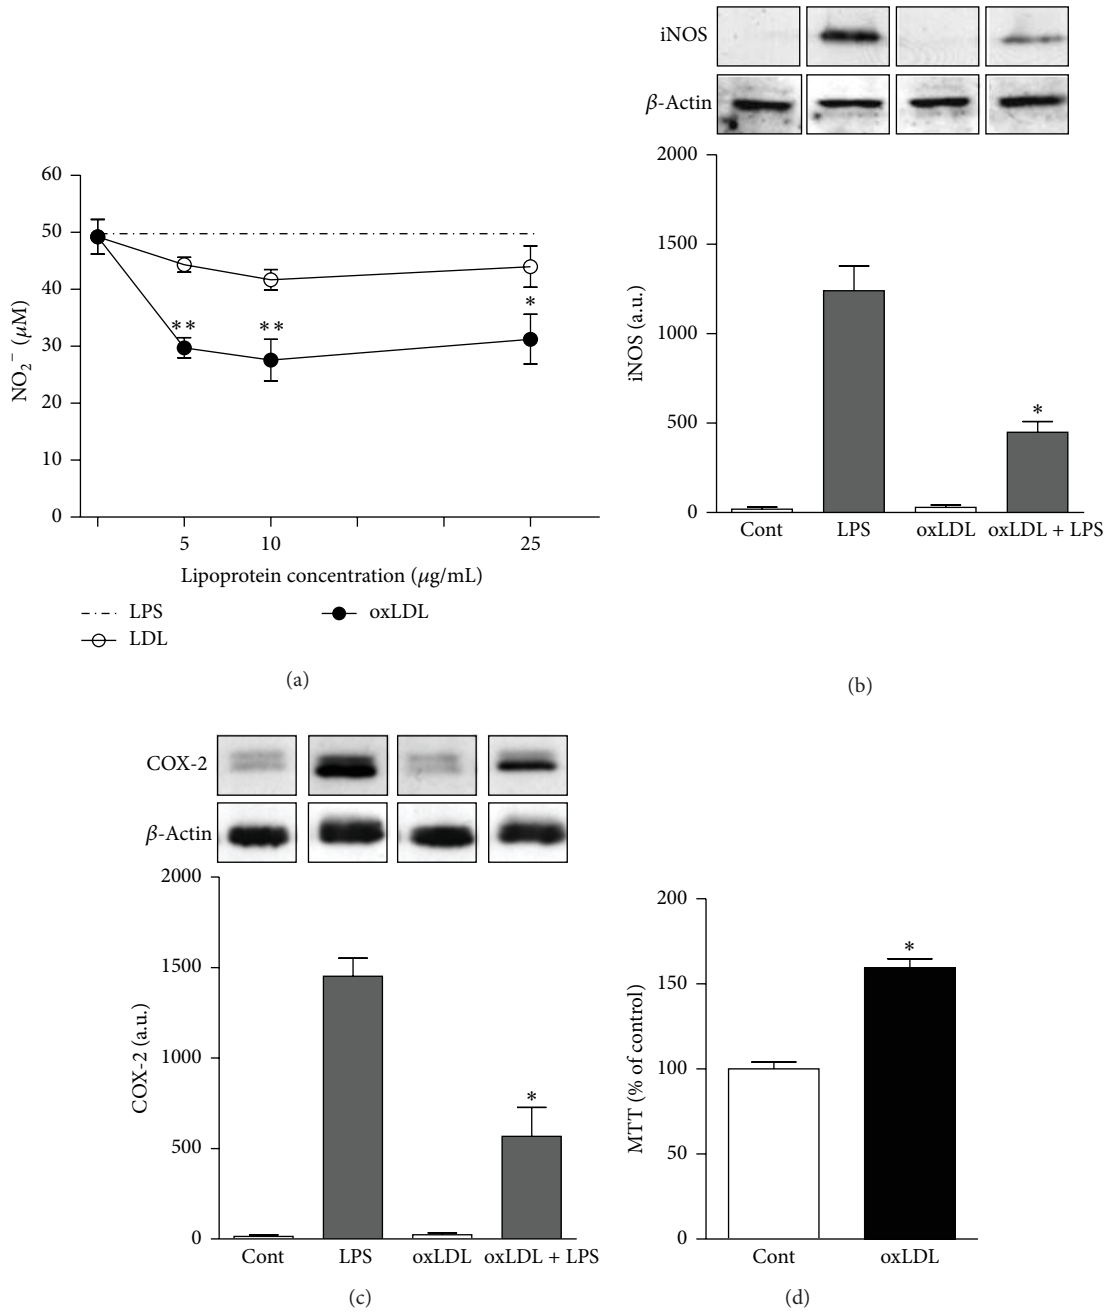 60
50
40
30
20
10
0
NO₂⁻ (μM)
**
**
*
5
10
25
Lipoprotein concentration (μg/mL)
LPS
LDL
oxLDL
(a)
iNOS
β-Actin
2000
1500
1000
500
0
iNOS (a.u.)
*
Cont
LPS
oxLDL
oxLDL + LPS
(b)
COX-2
β-Actin
2000
1500
1000
500
0
COX-2 (a.u.)
*
Cont
LPS
oxLDL
oxLDL + LPS
(c)
200
150
100
50
0
MTT (% of control)
*
Cont
oxLDL
(d)